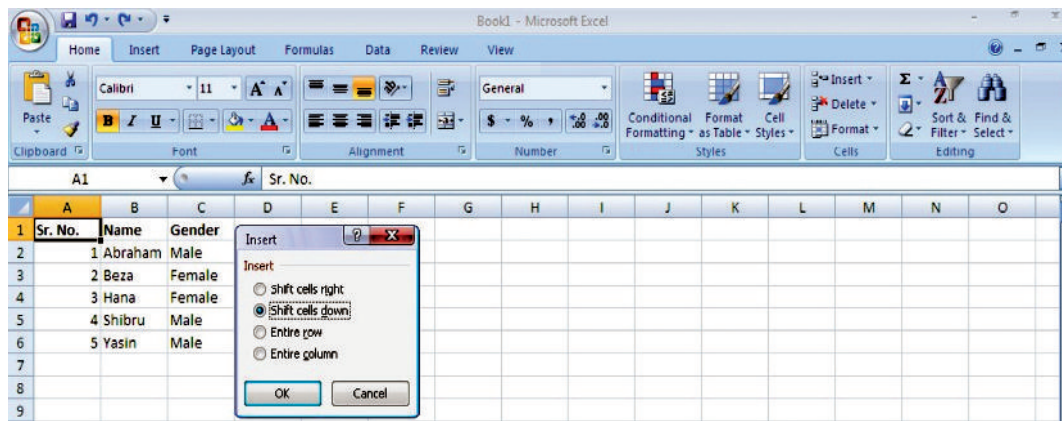 Book1 - Microsoft Excel
Home Insert Page Layout Formulas Data Review View
Paste
Calibri 11 A A
General
Insert
Delete
Format
B I U A
$ % , .0 .00 .00 .0
Conditional Formatting
Format as Table
Cell Styles
Σ
Sort & Filter
Find & Select
Clipboard Font Alignment Number Styles Cells Editing
A1 fx Sr. No.
A B C D E F G H I J K L M N O
1 Sr. No. Name Gender
2 1 Abraham Male
3 2 Beza Female
4 3 Hana Female
5 4 Shibru Male
6 5 Yasin Male
7
8
9
Insert ? X
Insert
Shift cells right
Shift cells down
Entire row
Entire column
OK Cancel